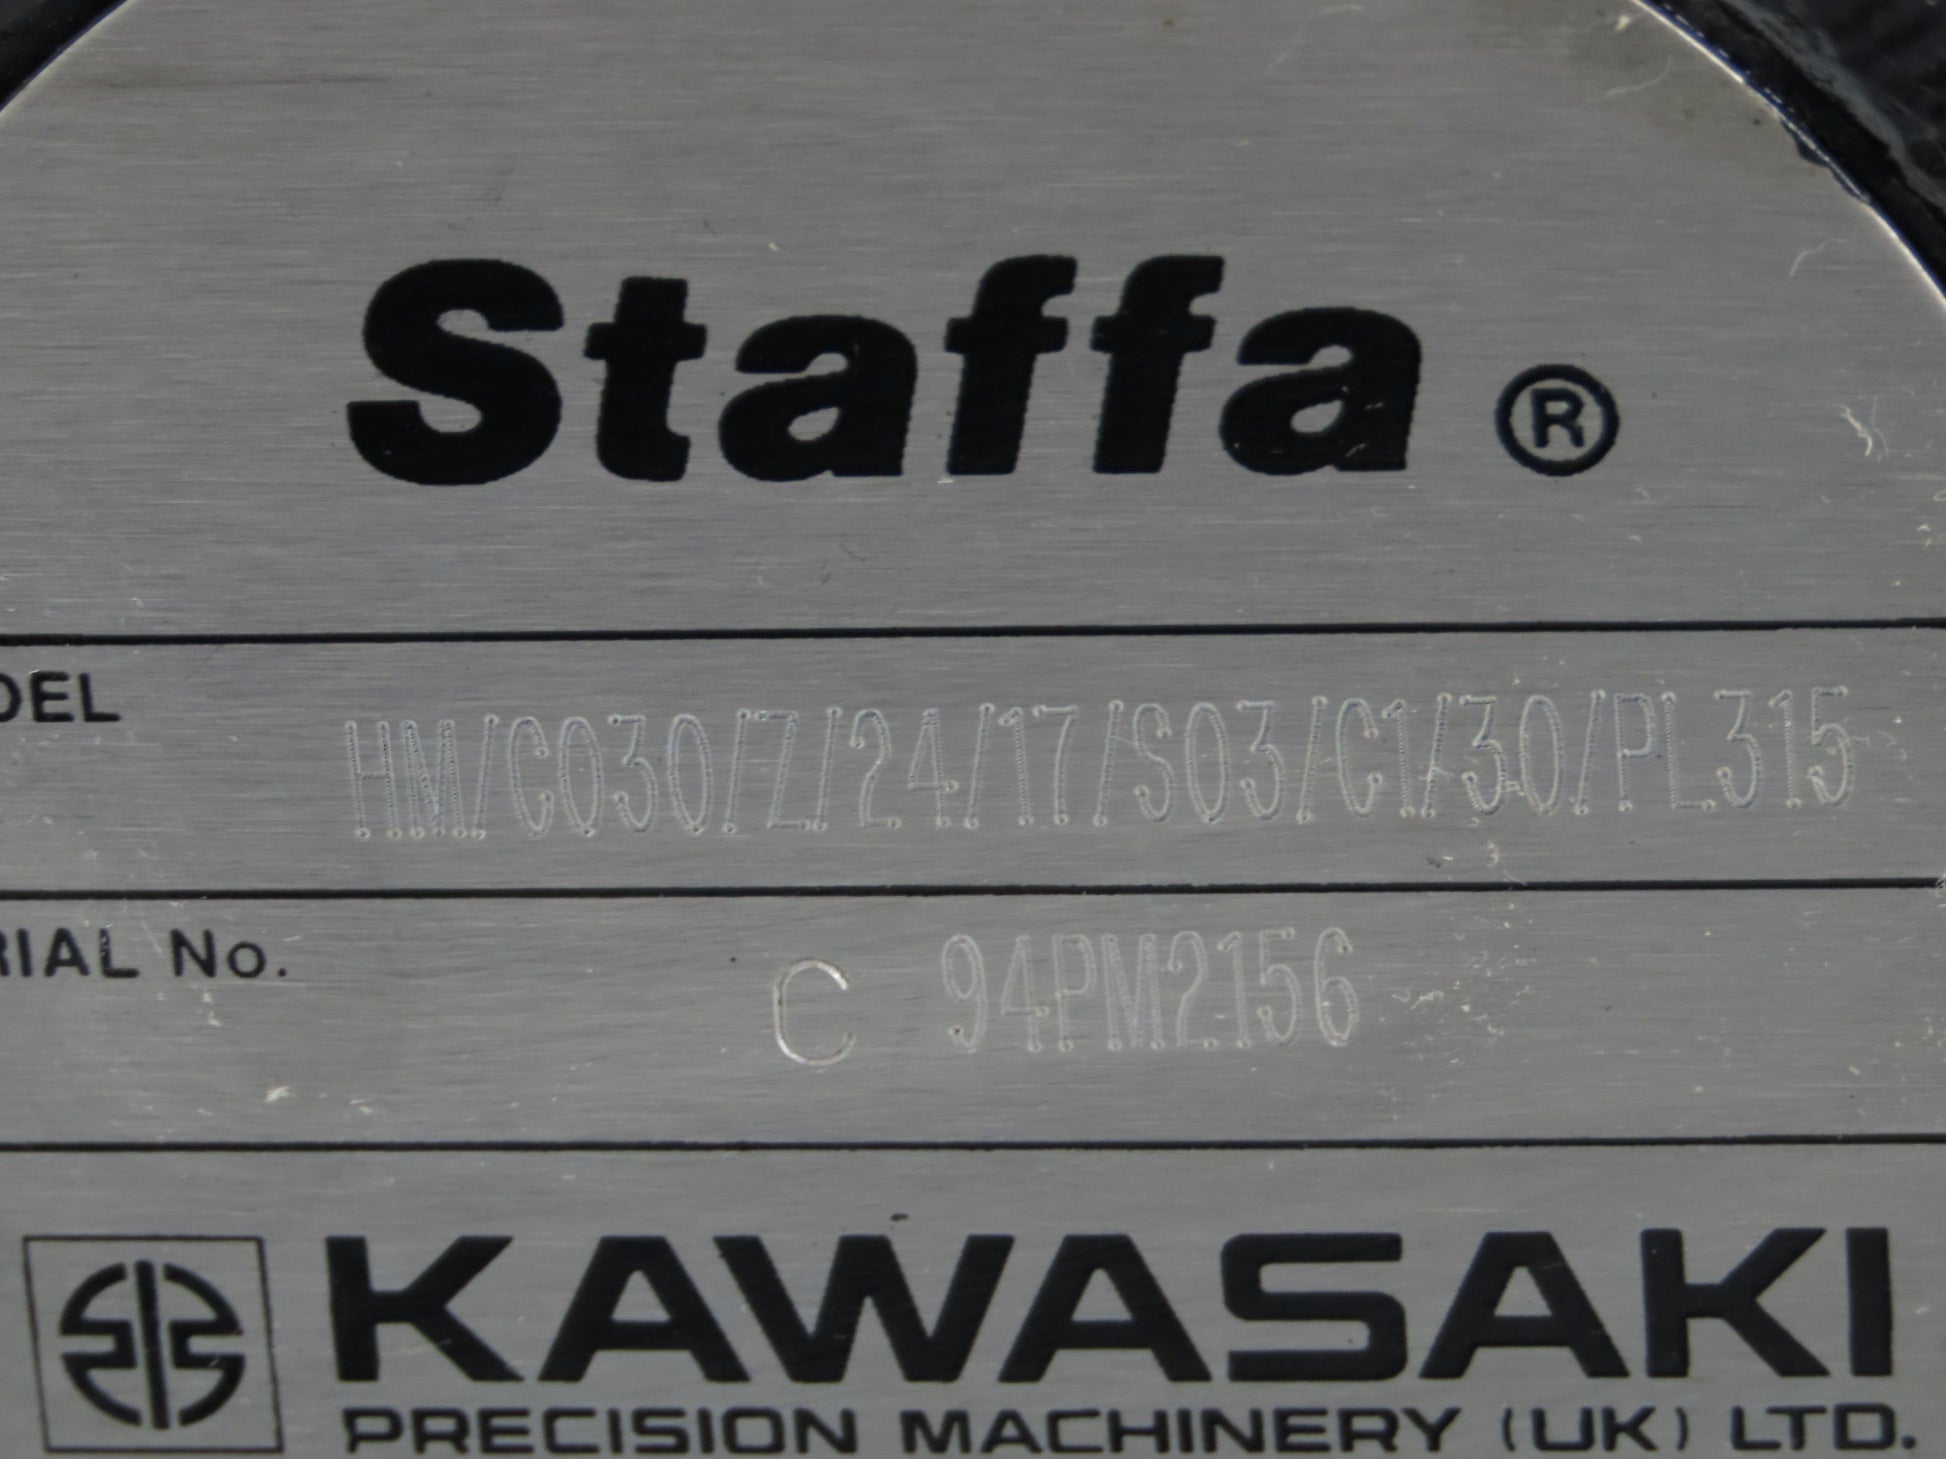 Staffa ®
DEL HM/C030/Z/24/17/S03/C1/30/PL315
RIAL No. C 94PM2156
KAWASAKI
PRECISION MACHINERY (UK) LTD.